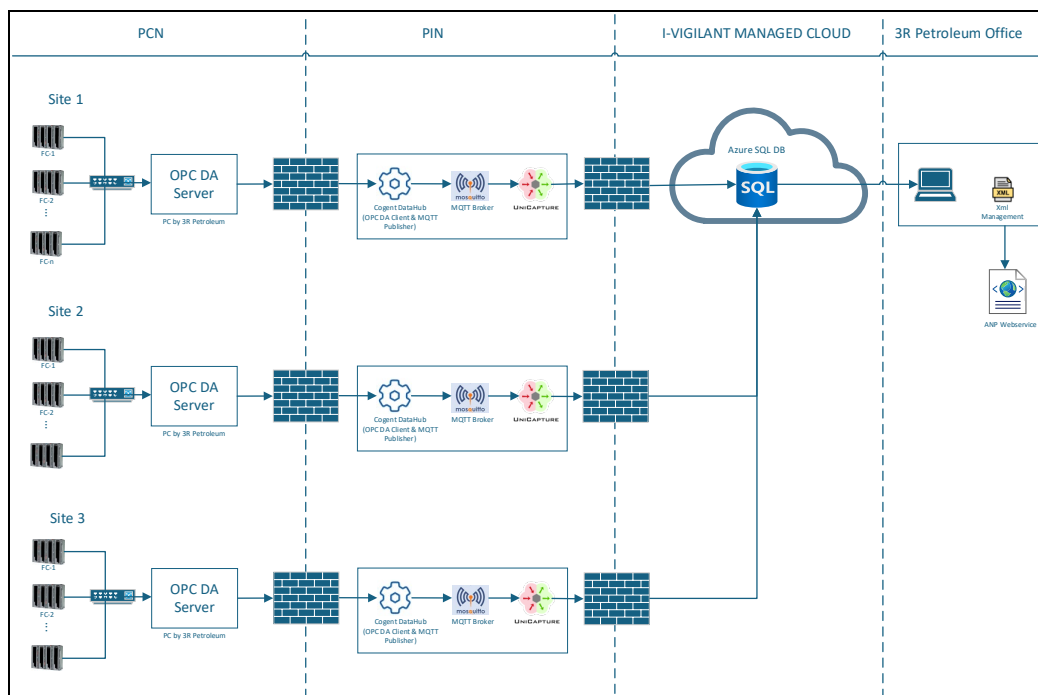 PCN
PIN
I-VIGILANT MANAGED CLOUD
3R Petroleum Office
Site 1
FC-1
FC-2
FC-n
OPC DA
Server
PC by 3R Petroleum
Cogent DataHub
(OPC DA Client & MQTT
Publisher)
mosquitto
MQTT Broker
UNICAPTURE
Azure SQL DB
SQL
XML
Xml
Management
ANP Webservice
Site 2
FC-1
FC-2
OPC DA
Server
PC by 3R Petroleum
Cogent DataHub
(OPC DA Client & MQTT
Publisher)
mosquitto
MQTT Broker
UNICAPTURE
Site 3
FC-1
FC-2
OPC DA
Server
PC by 3R Petroleum
Cogent DataHub
(OPC DA Client & MQTT
Publisher)
mosquitto
MQTT Broker
UNICAPTURE